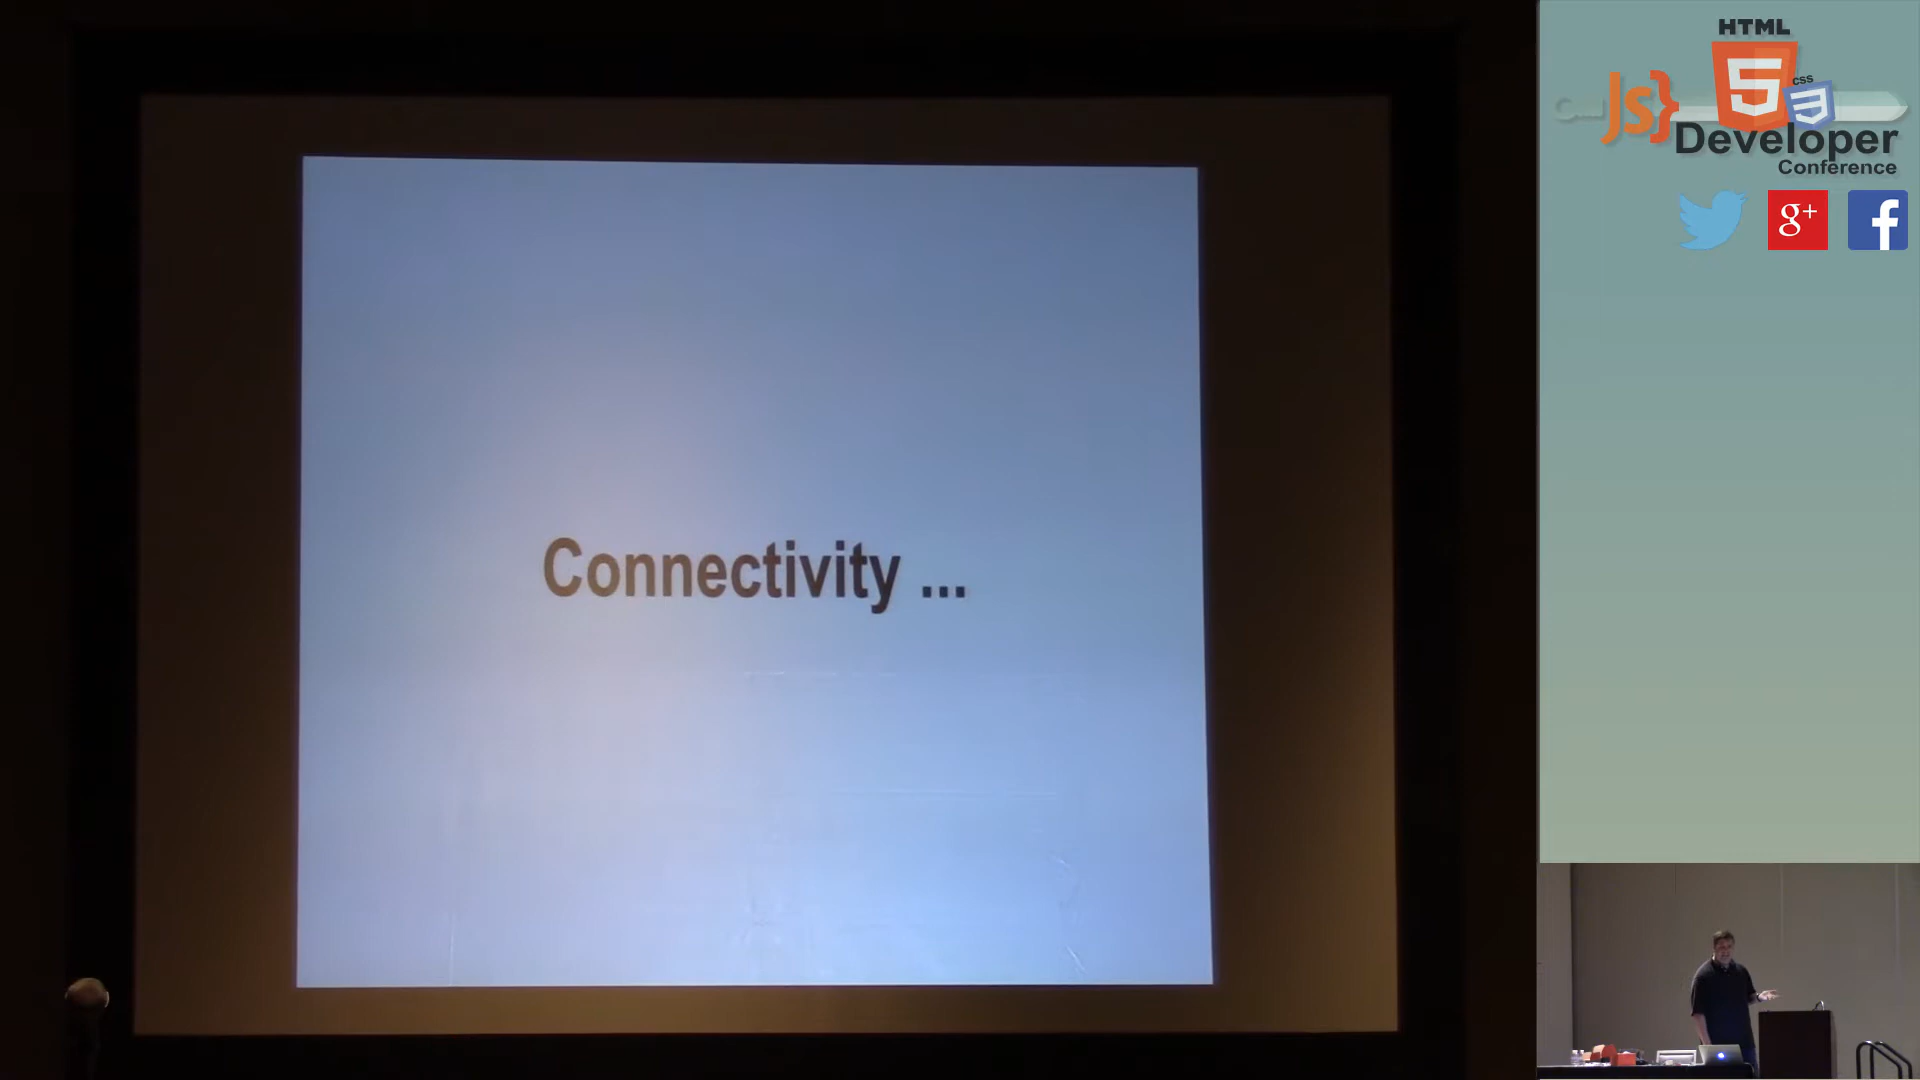 Connectivity ...
HTML
JS}
5
CSS
3
Developer
Conference
g+
f